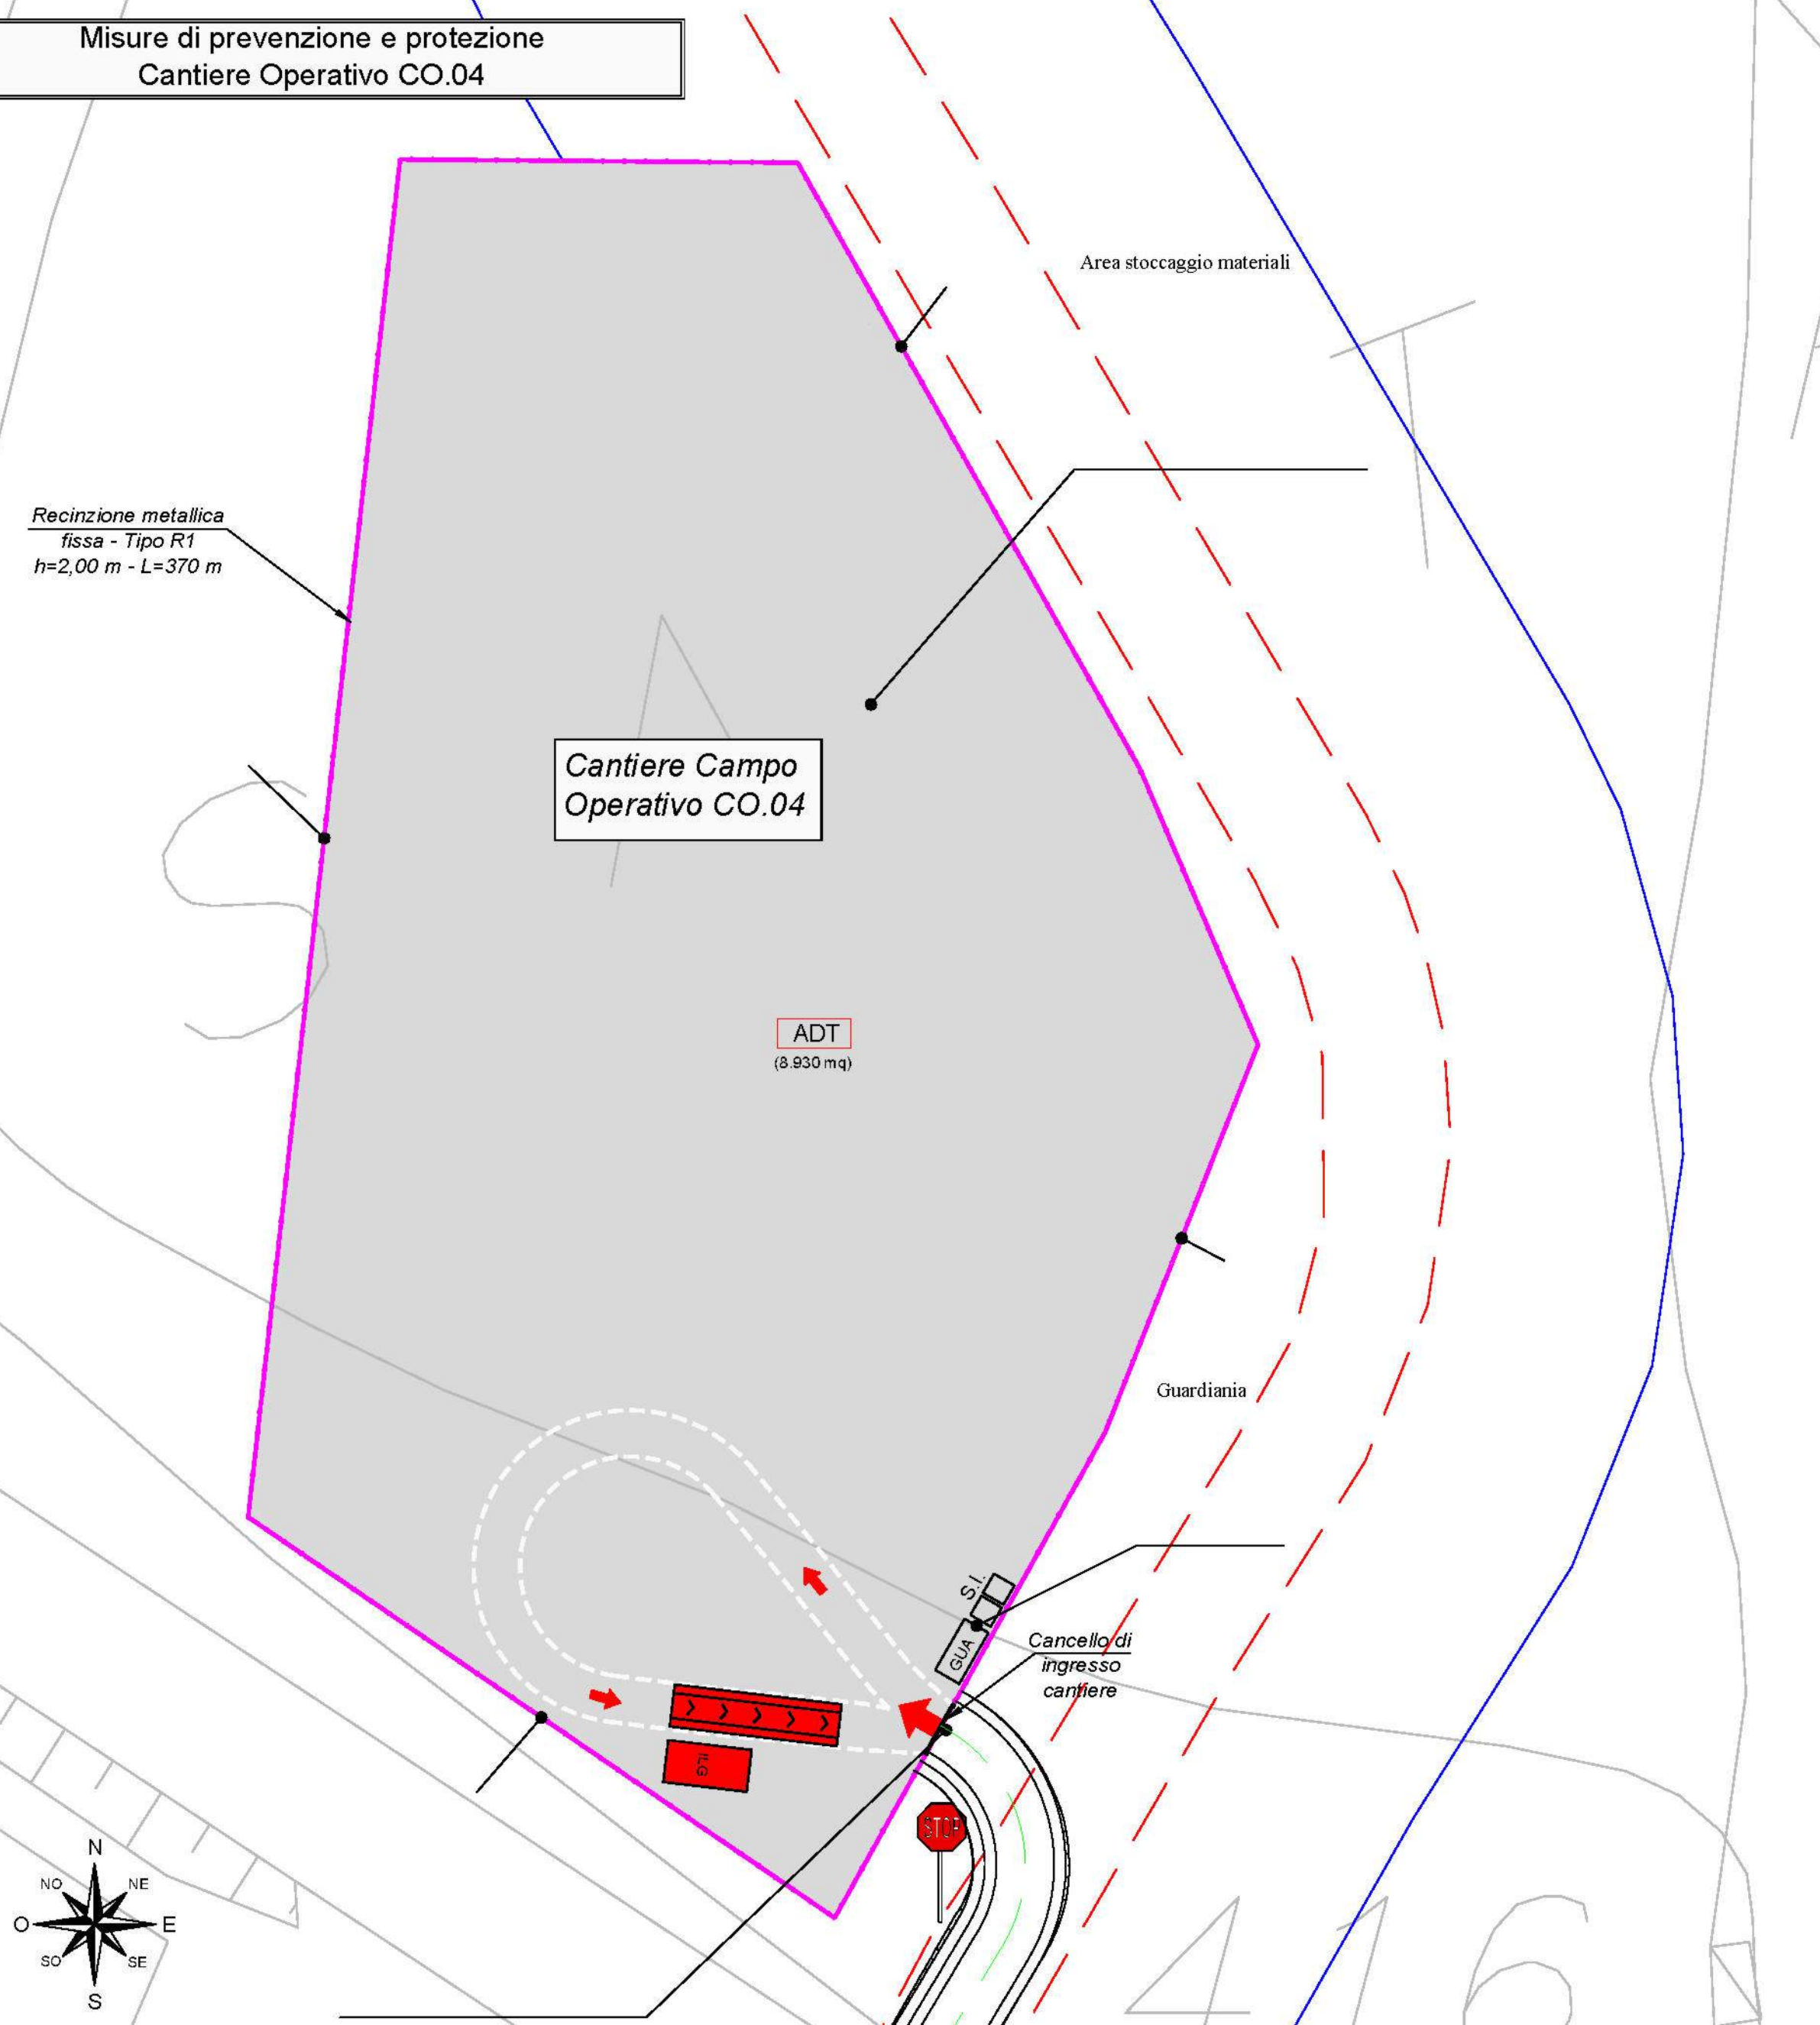 Misure di prevenzione e protezione
Cantiere Operativo CO.04
Area stoccaggio materiali
Recinzione metallica
fissa - Tipo R1
h=2,00 m - L=370 m
Cantiere Campo
Operativo CO.04
ADT
(8.930 mq)
Guardiania
S.I.
GUA
Cancello di
ingresso
cantiere
STOP
N
NO
NE
O
E
SO
SE
S
416